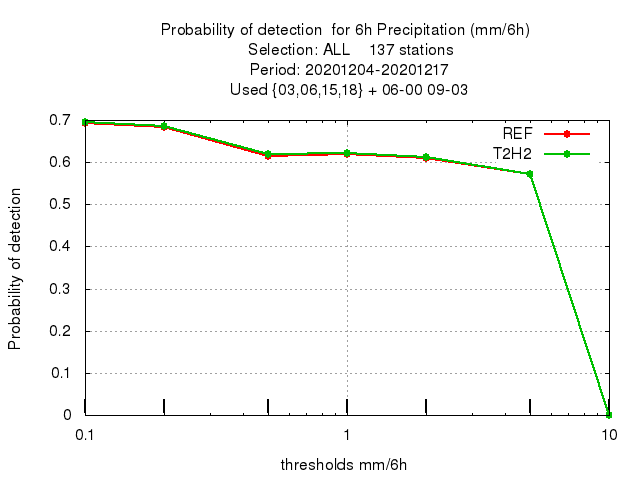 Probability of detection  for 6h Precipitation (mm/6h)
Selection: ALL    137 stations
Period: 20201204-20201217
Used {03,06,15,18} + 06-00 09-03
REF
T2H2
0.7
0.6
0.5
0.4
0.3
0.2
0.1
0
Probability of detection
0.1 1 10
thresholds mm/6h